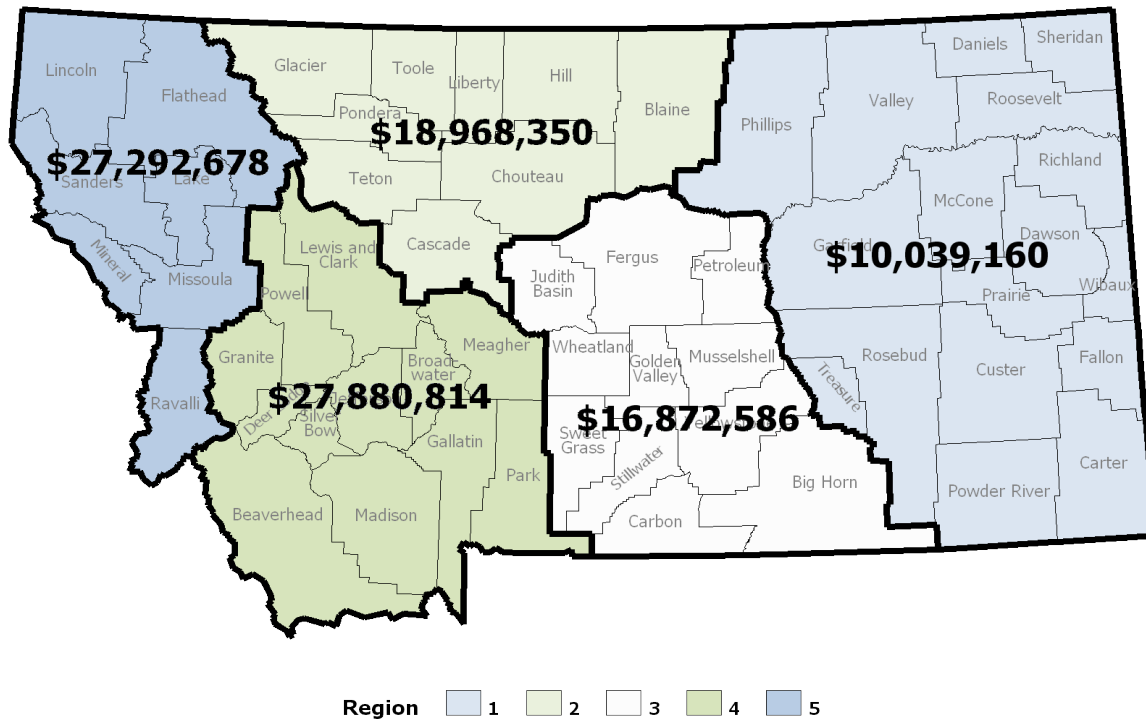 Lincoln
Flathead
Sanders
Lake
Mineral
Missoula
Ravalli
$27,292,678
Glacier
Toole
Liberty
Hill
Blaine
Pondera
$18,968,350
Teton
Chouteau
Cascade
Phillips
Valley
Daniels
Sheridan
Roosevelt
Richland
McCone
Garfield
Dawson
$10,039,160
Prairie
Wibaux
Rosebud
Treasure
Custer
Fallon
Powder River
Carter
Lewis and
Clark
Powell
Granite
Meagher
Broad-
water
$27,880,814
Deer
Silver
Bow
Gallatin
Park
Beaverhead
Madison
Judith
Basin
Fergus
Petroleum
Wheatland
Golden
Valley
Musselshell
$16,872,586
Sweet
Grass
Stillwater
Big Horn
Carbon
Region 1 2 3 4 5